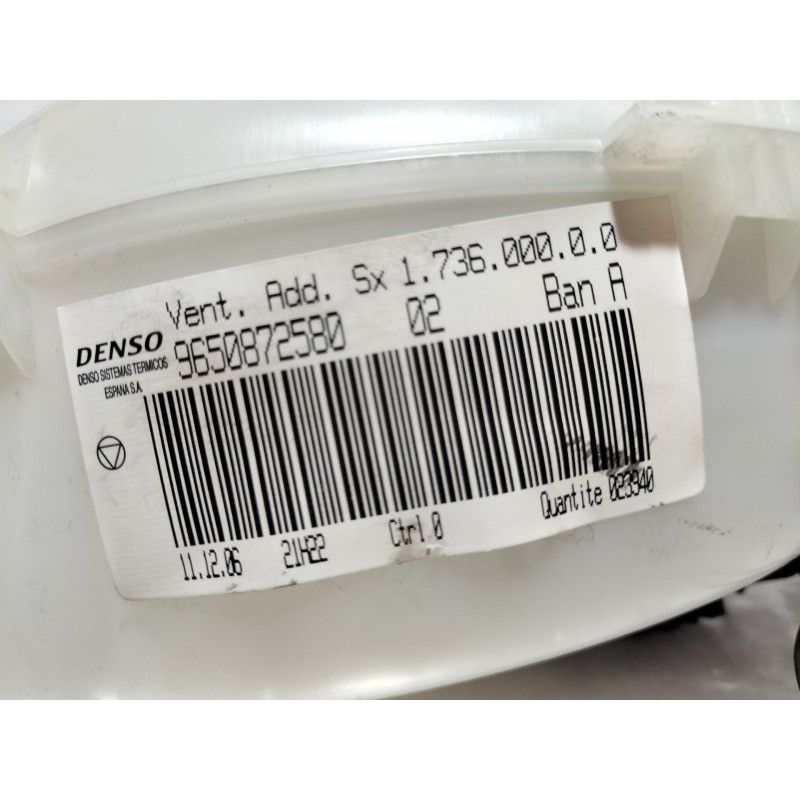 Vent. Add. Sx 1.736.000.0.0
DENSO 9650872580 02 Ban A
DENSO SISTEMAS TERMICOS
ESPANA S.A.
11.12.06 21H22 Ctrl 0 Quantite 023940